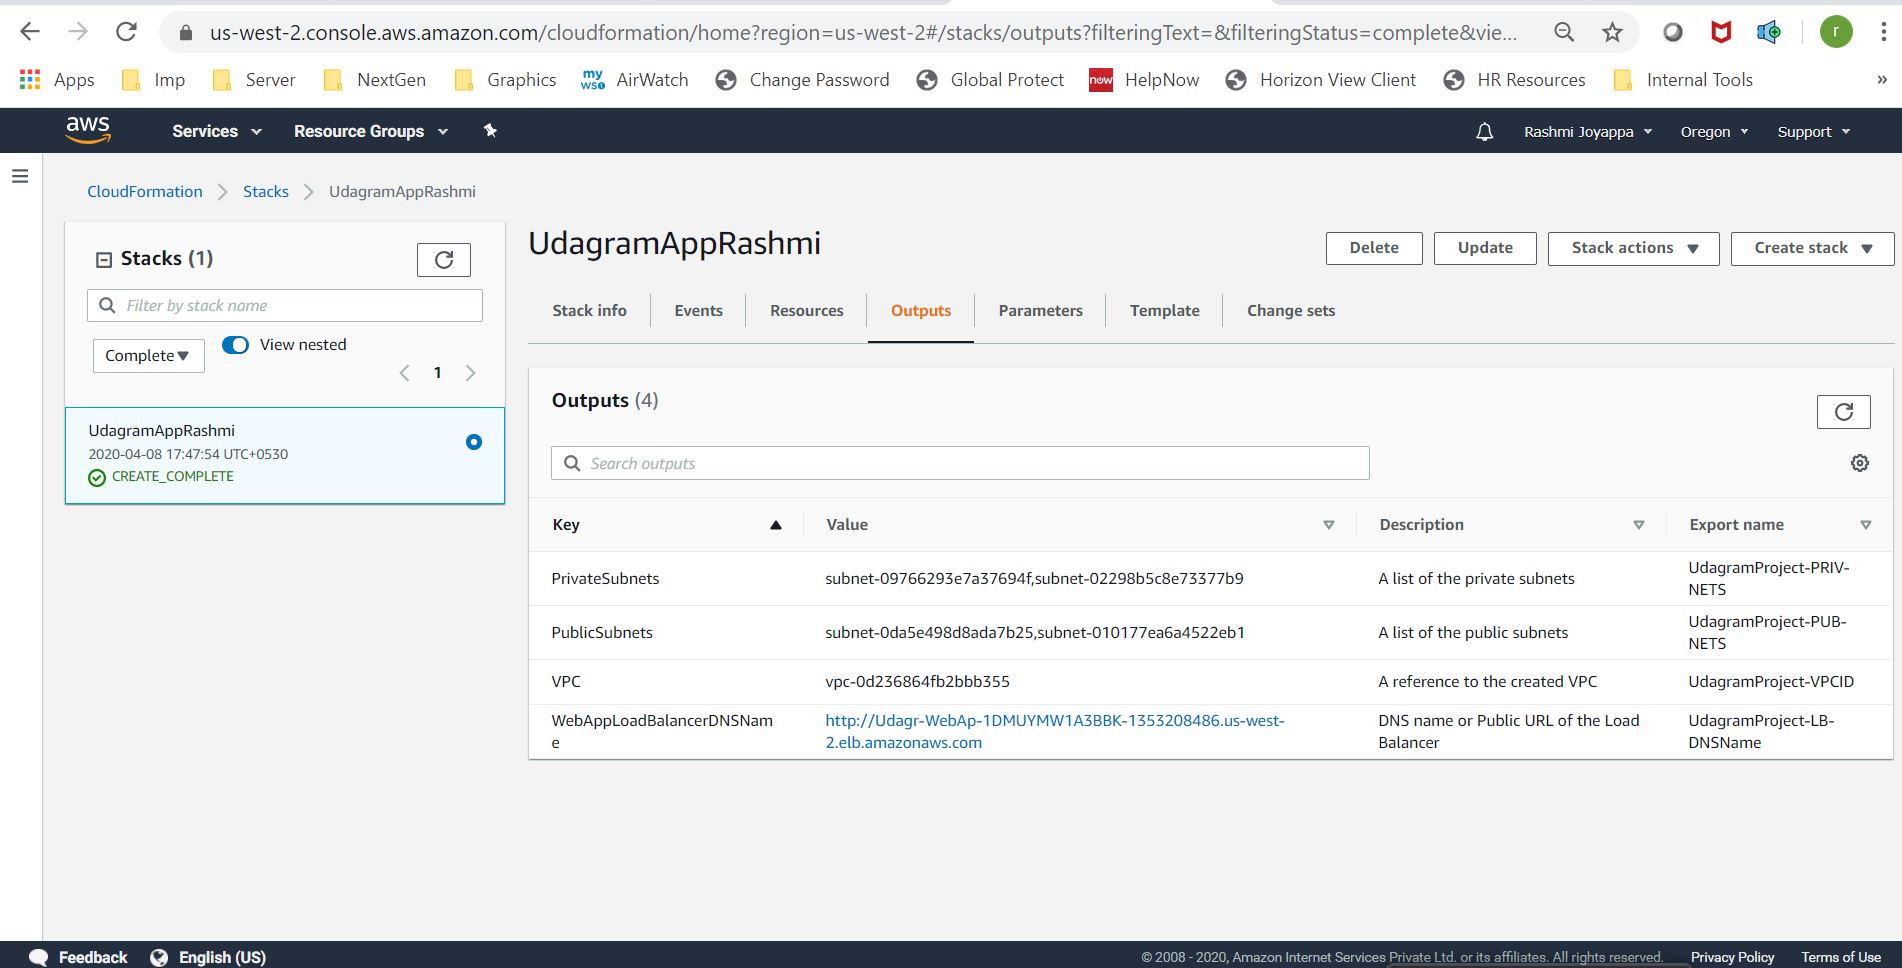 us-west-2.console.aws.amazon.com/cloudformation/home?region=us-west-2#/stacks/outputs?filteringText=&filteringStatus=complete&vie...
r
Apps
Imp
Server
NextGen
Graphics
my
wso
AirWatch
Change Password
Global Protect
now
HelpNow
Horizon View Client
HR Resources
Internal Tools
»
aws
Services
Resource Groups
Rashmi Joyappa
Oregon
Support
CloudFormation
Stacks
UdagramAppRashmi
Stacks (1)
Filter by stack name
Complete
View nested
1
UdagramAppRashmi
2020-04-08 17:47:54 UTC+0530
CREATE_COMPLETE
UdagramAppRashmi
Delete
Update
Stack actions
Create stack
Stack info
Events
Resources
Outputs
Parameters
Template
Change sets
Outputs (4)
Search outputs
Key
Value
Description
Export name
PrivateSubnets
subnet-09766293e7a37694f,subnet-02298b5c8e73377b9
A list of the private subnets
UdagramProject-PRIV-
NETS
PublicSubnets
subnet-0da5e498d8ada7b25,subnet-010177ea6a4522eb1
A list of the public subnets
UdagramProject-PUB-
NETS
VPC
vpc-0d236864fb2bbb355
A reference to the created VPC
UdagramProject-VPCID
WebAppLoadBalancerDNSNam
e
http://Udagr-WebAp-1DMUYMW1A3BBK-1353208486.us-west-
2.elb.amazonaws.com
DNS name or Public URL of the Load
Balancer
UdagramProject-LB-
DNSName
Feedback
English (US)
© 2008 - 2020, Amazon Internet Services Private Ltd. or its affiliates. All rights reserved.
Privacy Policy
Terms of Use